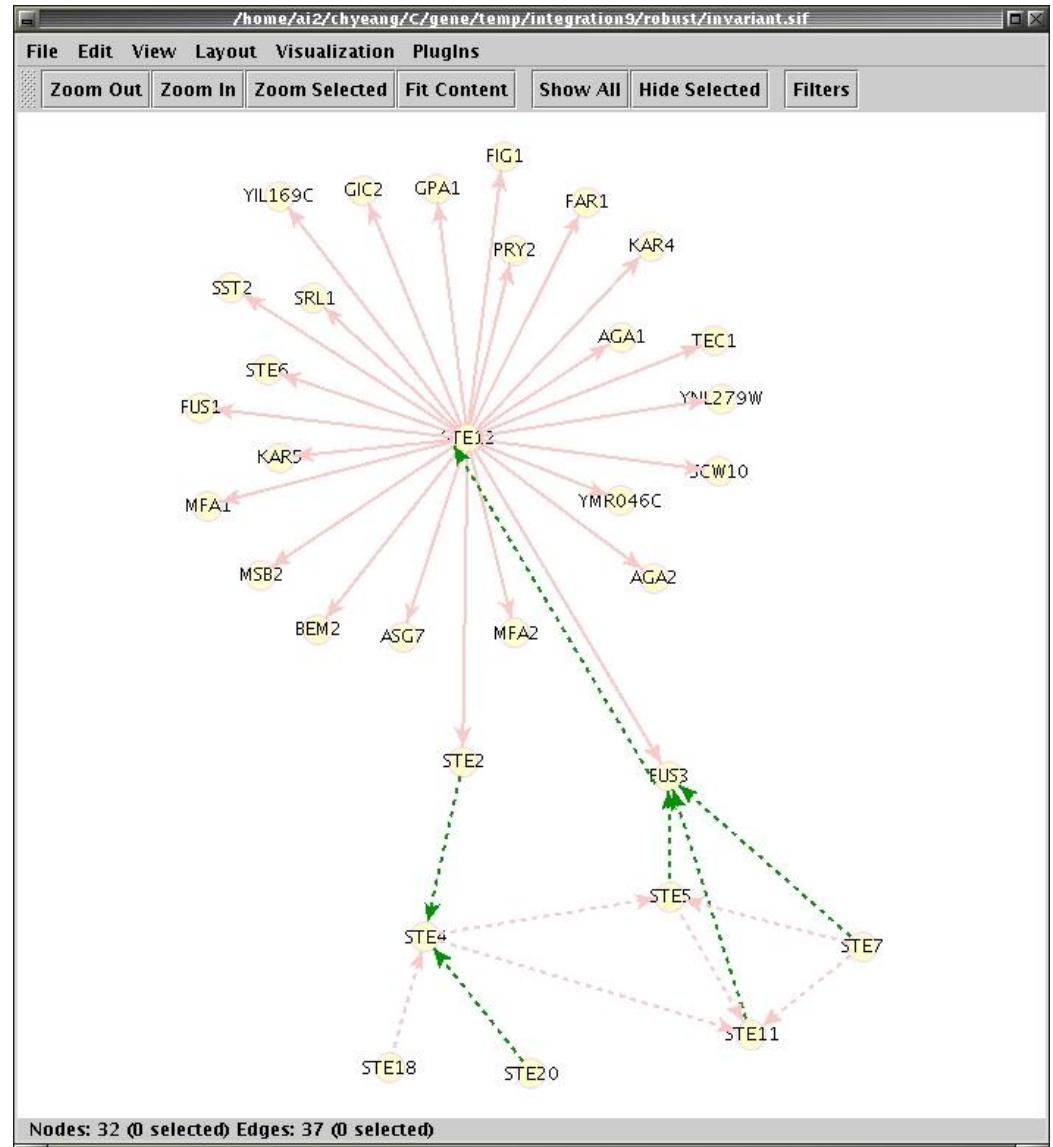 /home/ai2/chyeang/C/gene/temp/integration9/robust/invariant.sif
File Edit View Layout Visualization PlugIns
Zoom Out Zoom In Zoom Selected Fit Content Show All Hide Selected Filters
FIG1
YIL169C GIC2 GPA1
FAR1
PRY2 KAR4
SST2 SRL1
AGA1 TEC1
STE6
YNL279W
FUS1
STE12
KAR5
SCW10
MFA1 YMR046C
MSB2 AGA2
BEM2 ASG7 MFA2
STE2
FUS3
STE5
STE4
STE7
STE11
STE18 STE20
Nodes: 32 (0 selected) Edges: 37 (0 selected)